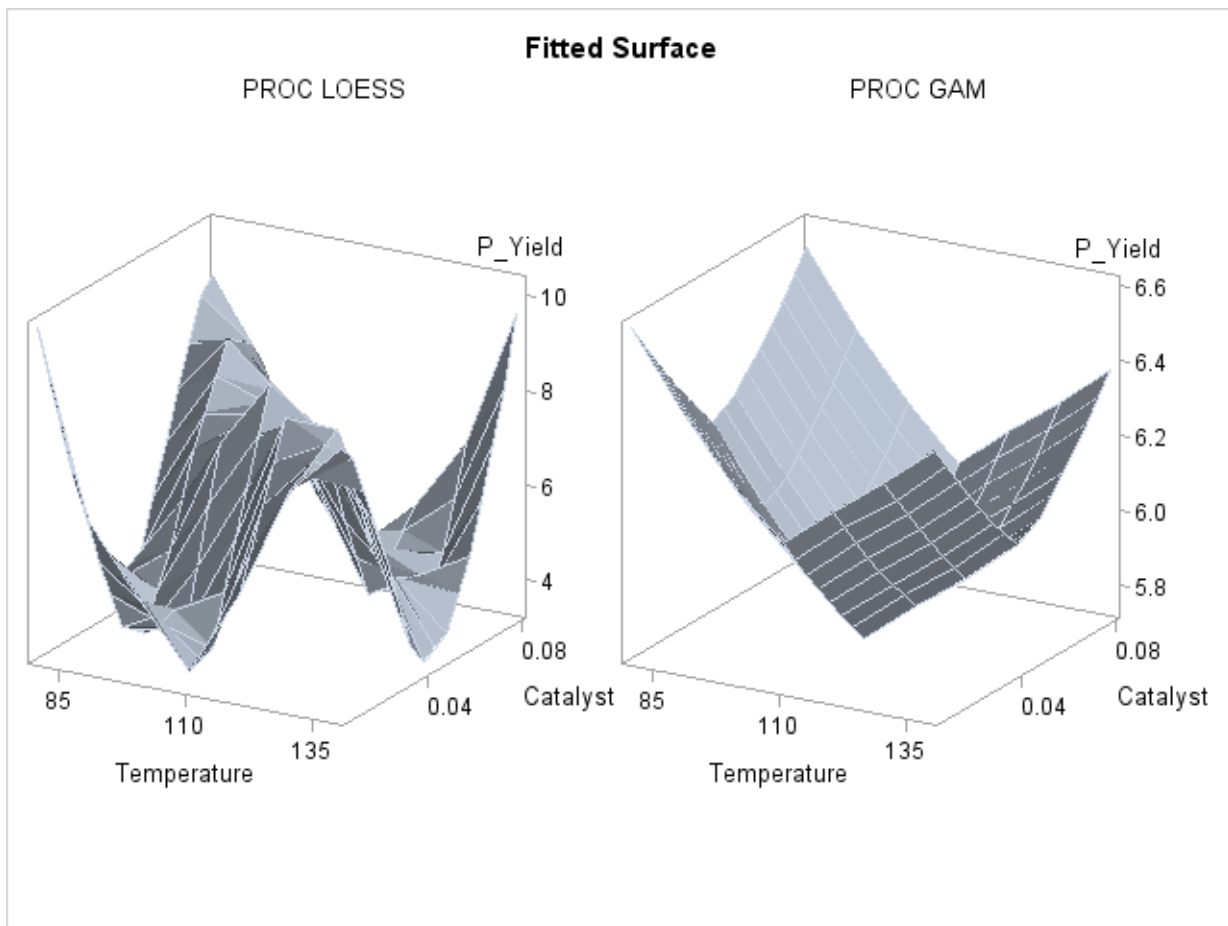 Fitted Surface
PROC LOESS
PROC GAM
P_Yield
10
8
6
4
0.08
Catalyst
0.04
85
110
135
Temperature
P_Yield
6.6
6.4
6.2
6.0
5.8
0.08
Catalyst
0.04
85
110
135
Temperature